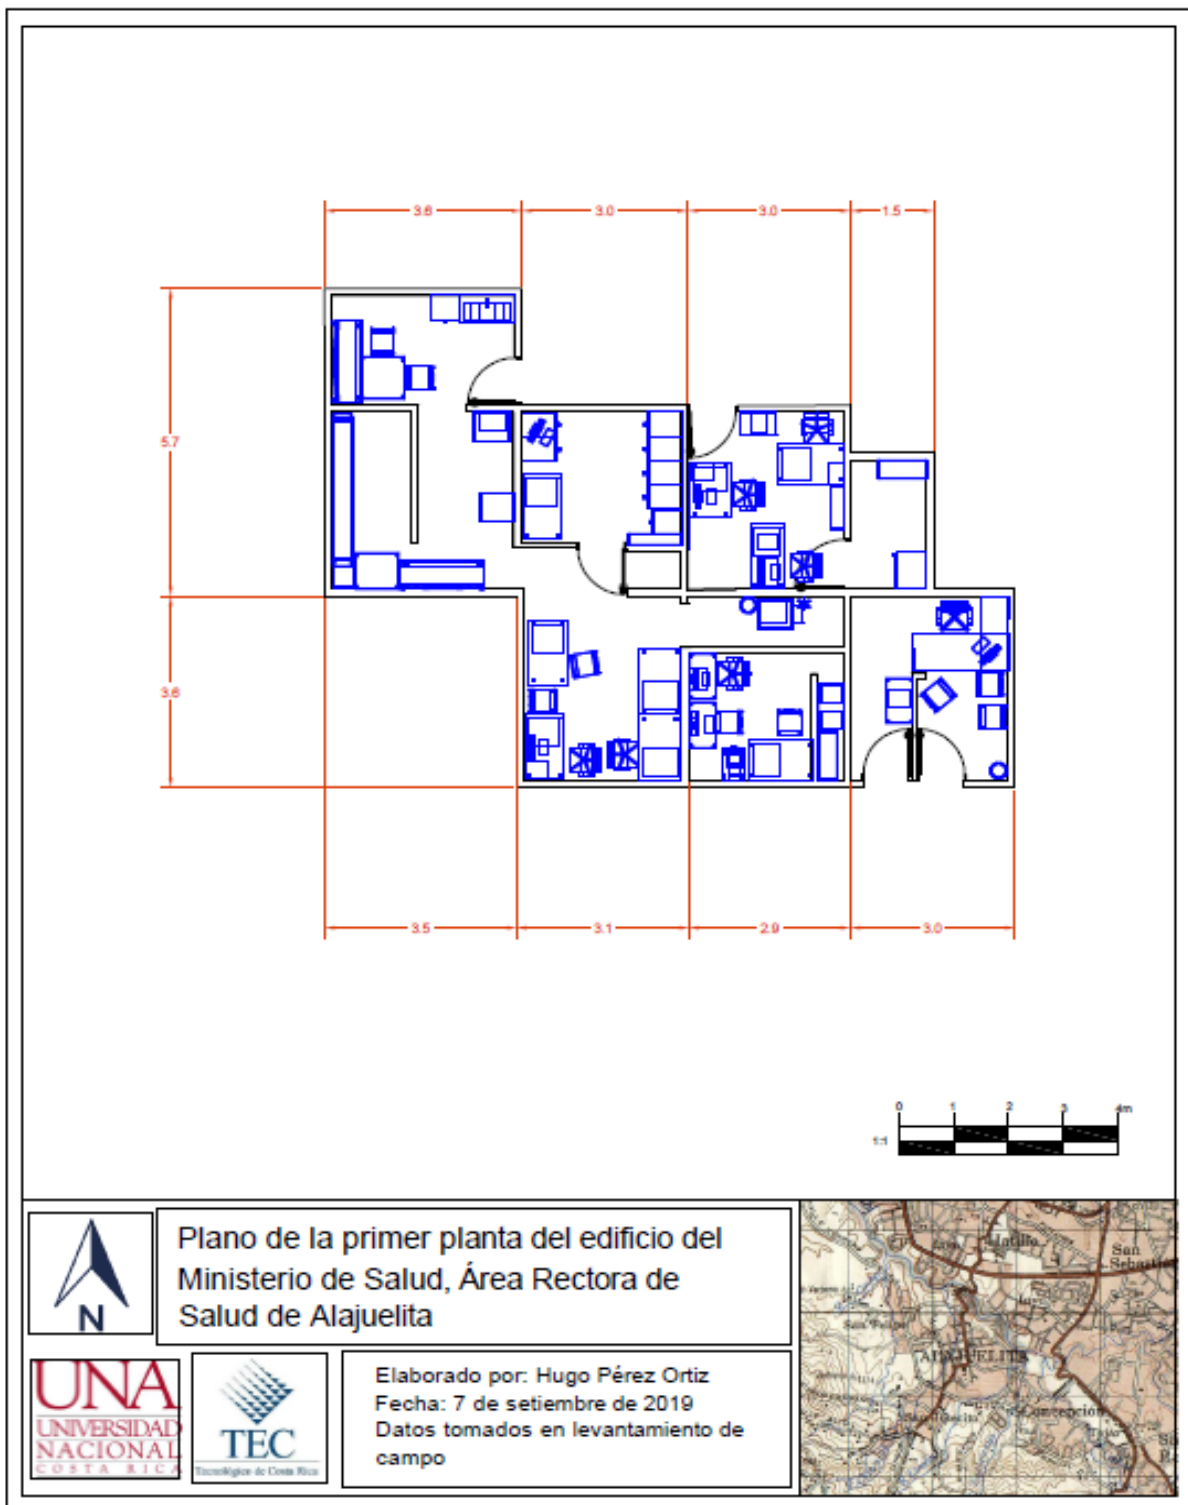 3.6 3.0 3.0 1.5
5.7
3.6
3.5 3.1 2.9 3.0
0 1 2 3 4m
1:1
N
Plano de la primer planta del edificio del
Ministerio de Salud, Área Rectora de
Salud de Alajuelita
UNA
UNIVERSIDAD
NACIONAL
COSTA RICA
TEC
Tecnológico de Costa Rica
Elaborado por: Hugo Pérez Ortiz
Fecha: 7 de setiembre de 2019
Datos tomados en levantamiento de
campo
Hatillo
San
Sebastián
San Felipe
ALAJUELITA
Concepción